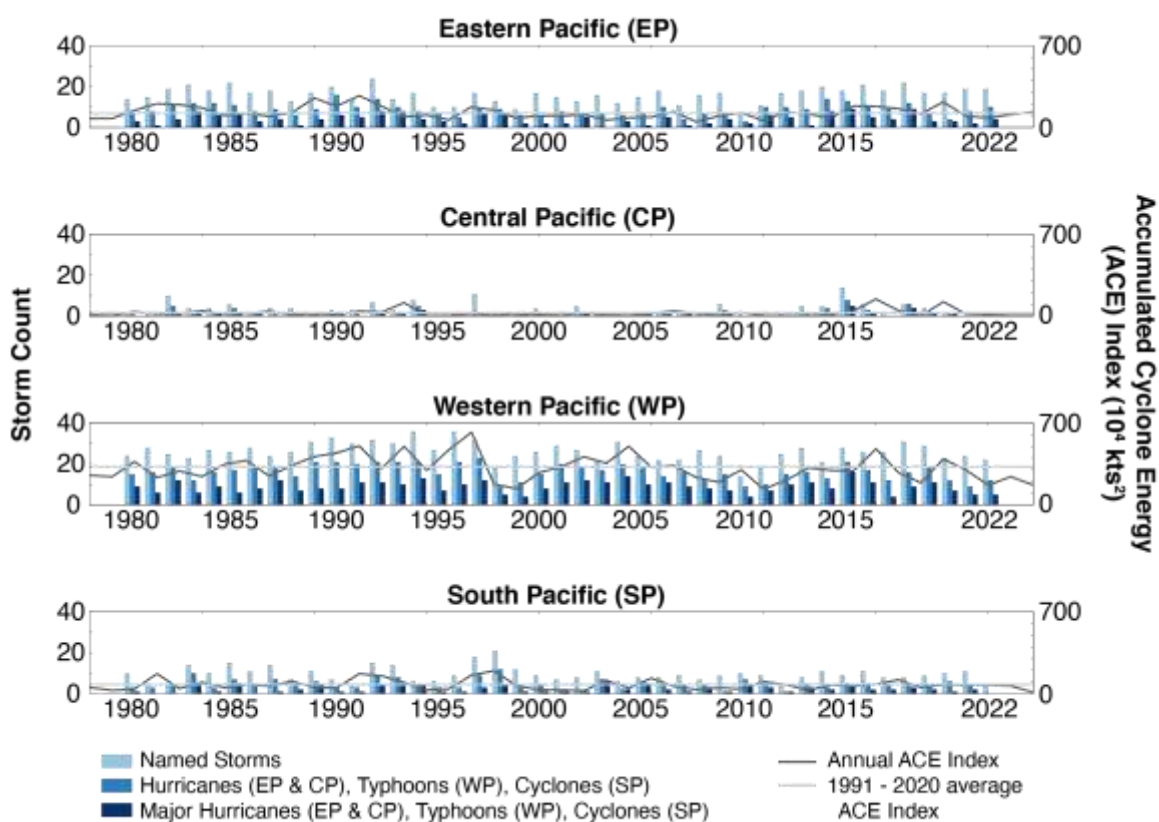 Eastern Pacific (EP)
40 700
20
0 0
1980 1985 1990 1995 2000 2005 2010 2015 2022
Central Pacific (CP)
40 700
20
0 0
1980 1985 1990 1995 2000 2005 2010 2015 2022
Storm Count
Accumulated Cyclone Energy
(ACE) Index (10⁴ kts²)
Western Pacific (WP)
40 700
20
0 0
1980 1985 1990 1995 2000 2005 2010 2015 2022
South Pacific (SP)
40 700
20
0 0
1980 1985 1990 1995 2000 2005 2010 2015 2022
Named Storms
Hurricanes (EP & CP), Typhoons (WP), Cyclones (SP)
Major Hurricanes (EP & CP), Typhoons (WP), Cyclones (SP)
Annual ACE Index
1991 - 2020 average
ACE Index